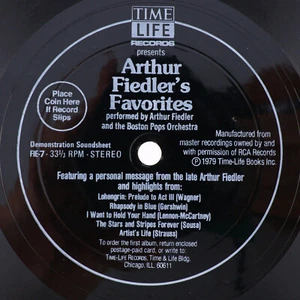 TIME
LIFE
RECORDS
presents
Arthur
Fiedler's
Favorites
performed by Arthur Fiedler
and the Boston Pops Orchestra
Place
Coin Here
If Record
Slips
Demonstration Soundsheet
RE-7 · 33⅓ RPM - STEREO
Manufactured from
master recordings owned by and
with permission of RCA Records
Ⓟ 1979 Time-Life Books Inc.
Featuring a personal message from the late Arthur Fiedler
and highlights from:
Lohengrin: Prelude to Act III (Wagner)
Rhapsody in Blue (Gershwin)
I Want to Hold Your Hand (Lennon-McCartney)
The Stars and Stripes Forever (Sousa)
Artist's Life (Strauss)
To order the first album, return enclosed
postage-paid card, or write to:
TIME-LIFE RECORDS, Time & Life Bldg.
Chicago, Ill. 60611